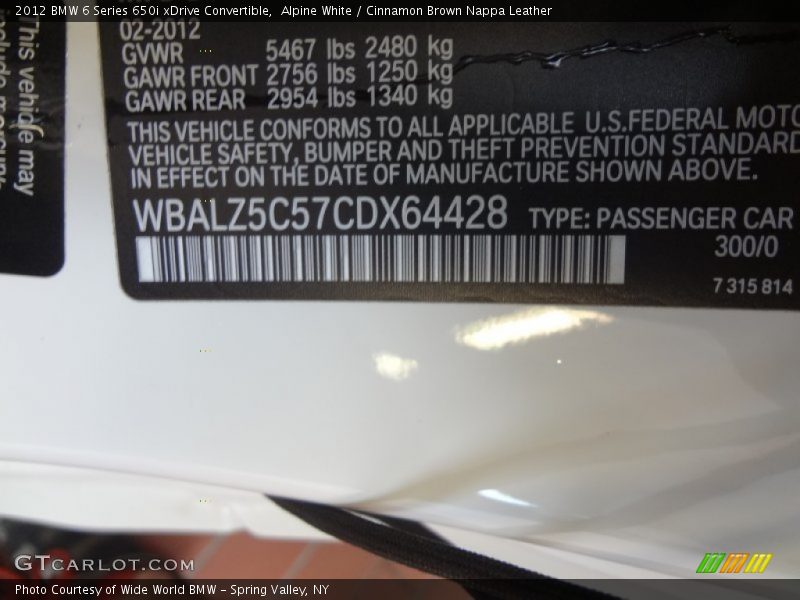 2012 BMW 6 Series 650i xDrive Convertible,  Alpine White / Cinnamon Brown Nappa Leather
This vehicle may
02-2012
GVWR 5467 lbs 2480 kg
GAWR FRONT 2756 lbs 1250 kg
GAWR REAR 2954 lbs 1340 kg
THIS VEHICLE CONFORMS TO ALL APPLICABLE U.S.FEDERAL MOTO
VEHICLE SAFETY, BUMPER AND THEFT PREVENTION STANDARD
IN EFFECT ON THE DATE OF MANUFACTURE SHOWN ABOVE.
WBALZ5C57CDX64428 TYPE: PASSENGER CAR
300/0
7 315 814
GTCARLOT.COM
Photo Courtesy of Wide World BMW - Spring Valley, NY